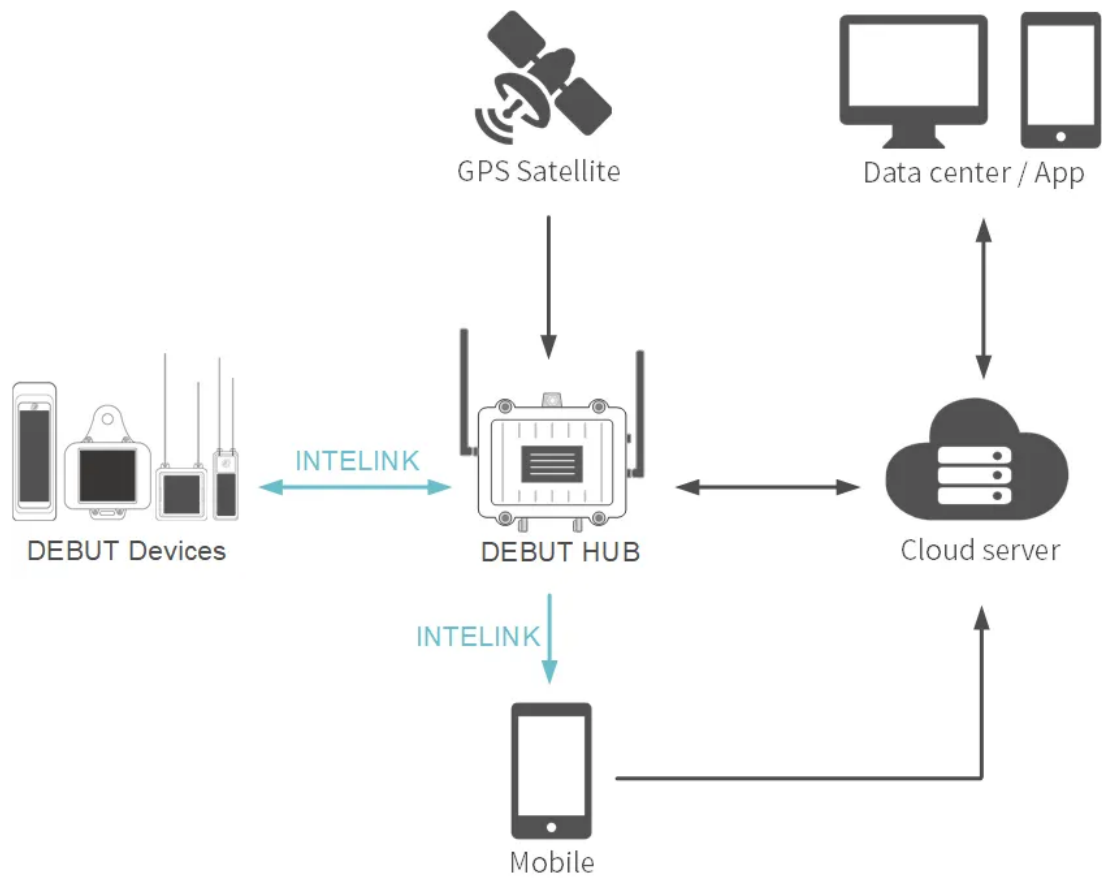 GPS Satellite
Data center / App
INTELINK
DEBUT Devices
DEBUT HUB
Cloud server
INTELINK
Mobile